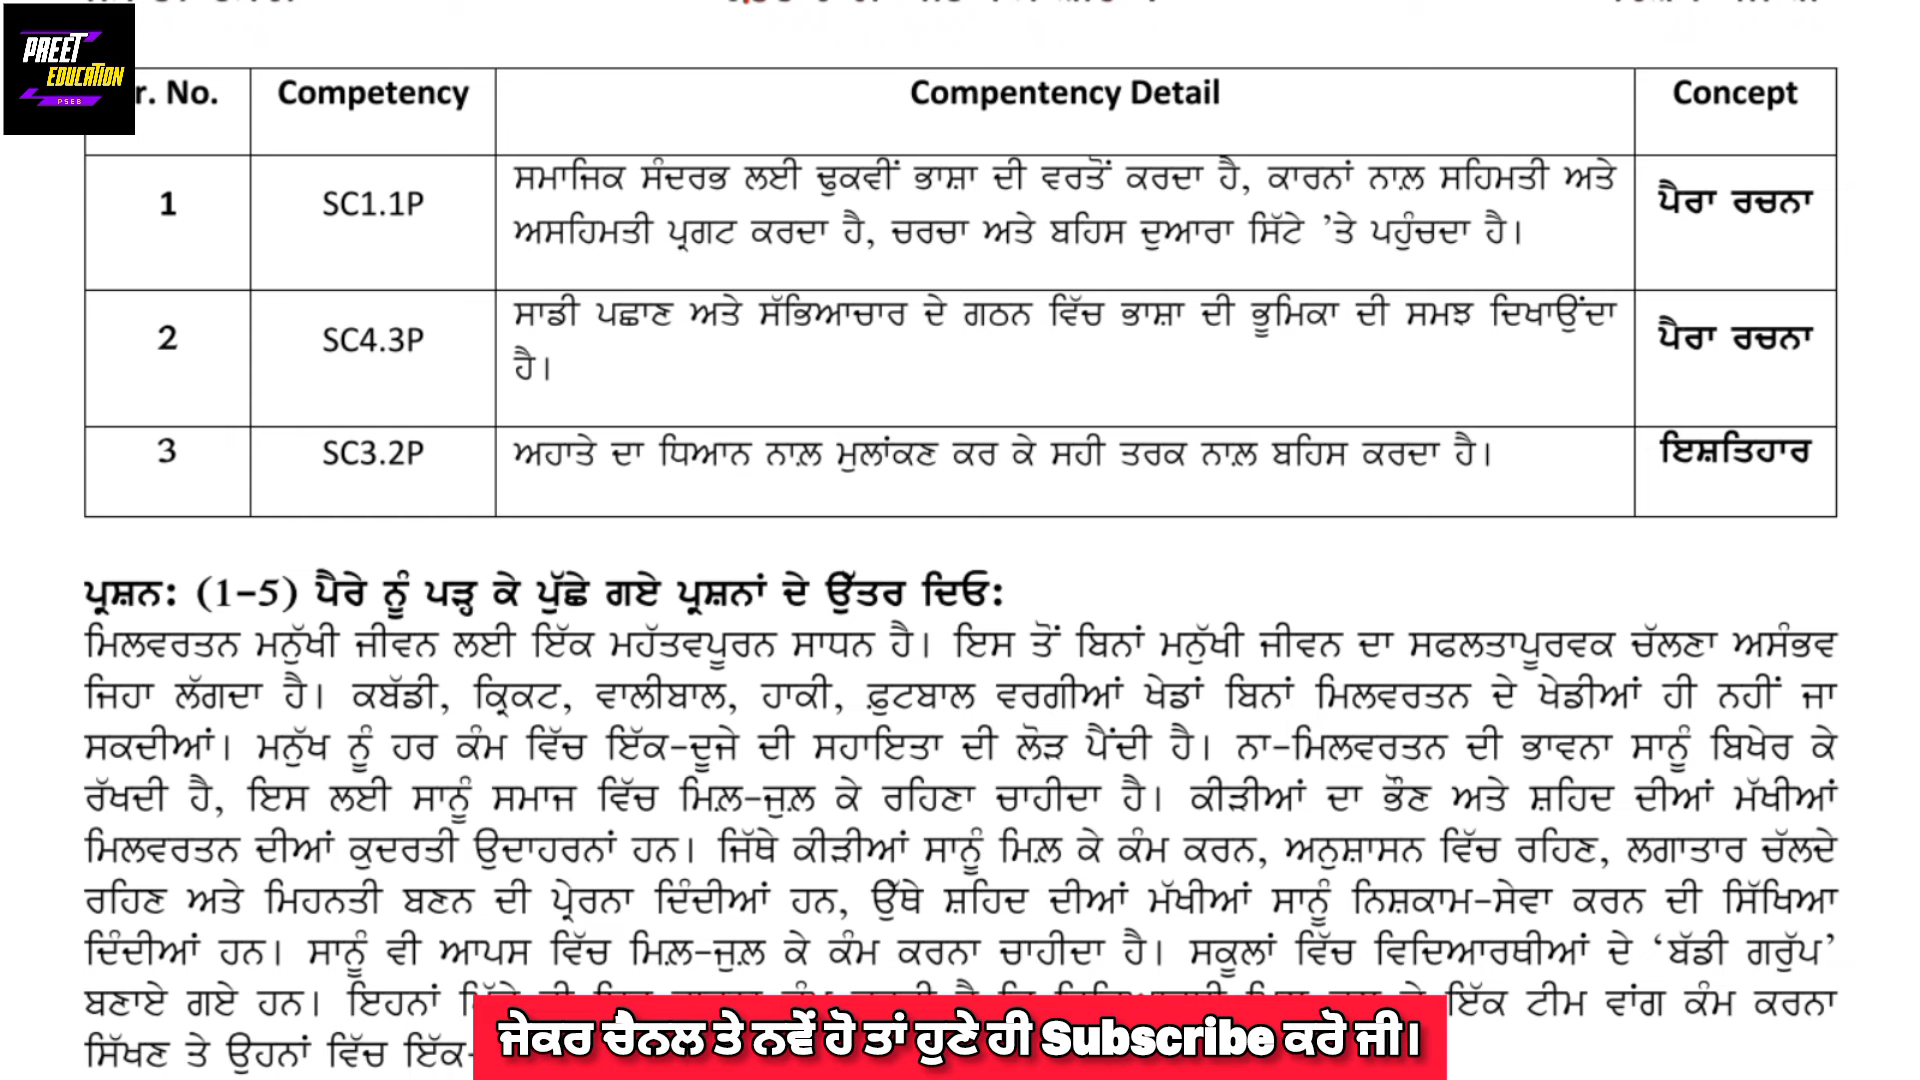 PREET
EDUCATION
PSEB
r. No. Competency Compentency Detail Concept
1 SC1.1P ਸਮਾਜਿਕ ਸੰਦਰਭ ਲਈ ਢੁਕਵੀਂ ਭਾਸ਼ਾ ਦੀ ਵਰਤੋਂ ਕਰਦਾ ਹੈ, ਕਾਰਨਾਂ ਨਾਲ਼ ਸਹਿਮਤੀ ਅਤੇ ਪੈਰਾ ਰਚਨਾ
ਅਸਹਿਮਤੀ ਪ੍ਰਗਟ ਕਰਦਾ ਹੈ, ਚਰਚਾ ਅਤੇ ਬਹਿਸ ਦੁਆਰਾ ਸਿੱਟੇ ’ਤੇ ਪਹੁੰਚਦਾ ਹੈ।
2 SC4.3P ਸਾਡੀ ਪਛਾਣ ਅਤੇ ਸੱਭਿਆਚਾਰ ਦੇ ਗਠਨ ਵਿੱਚ ਭਾਸ਼ਾ ਦੀ ਭੂਮਿਕਾ ਦੀ ਸਮਝ ਦਿਖਾਉਂਦਾ ਪੈਰਾ ਰਚਨਾ
ਹੈ।
3 SC3.2P ਅਹਾਤੇ ਦਾ ਧਿਆਨ ਨਾਲ਼ ਮੁਲਾਂਕਣ ਕਰ ਕੇ ਸਹੀ ਤਰਕ ਨਾਲ਼ ਬਹਿਸ ਕਰਦਾ ਹੈ। ਇਸ਼ਤਿਹਾਰ
ਪ੍ਰਸ਼ਨ: (1-5) ਪੈਰੇ ਨੂੰ ਪੜ੍ਹ ਕੇ ਪੁੱਛੇ ਗਏ ਪ੍ਰਸ਼ਨਾਂ ਦੇ ਉੱਤਰ ਦਿਓ:
ਮਿਲਵਰਤਨ ਮਨੁੱਖੀ ਜੀਵਨ ਲਈ ਇੱਕ ਮਹੱਤਵਪੂਰਨ ਸਾਧਨ ਹੈ। ਇਸ ਤੋਂ ਬਿਨਾਂ ਮਨੁੱਖੀ ਜੀਵਨ ਦਾ ਸਫਲਤਾਪੂਰਵਕ ਚੱਲਣਾ ਅਸੰਭਵ
ਜਿਹਾ ਲੱਗਦਾ ਹੈ। ਕਬੱਡੀ, ਕ੍ਰਿਕਟ, ਵਾਲੀਬਾਲ, ਹਾਕੀ, ਫ਼ੁਟਬਾਲ ਵਰਗੀਆਂ ਖੇਡਾਂ ਬਿਨਾਂ ਮਿਲਵਰਤਨ ਦੇ ਖੇਡੀਆਂ ਹੀ ਨਹੀਂ ਜਾ
ਸਕਦੀਆਂ। ਮਨੁੱਖ ਨੂੰ ਹਰ ਕੰਮ ਵਿੱਚ ਇੱਕ-ਦੂਜੇ ਦੀ ਸਹਾਇਤਾ ਦੀ ਲੋੜ ਪੈਂਦੀ ਹੈ। ਨਾ-ਮਿਲਵਰਤਨ ਦੀ ਭਾਵਨਾ ਸਾਨੂੰ ਬਿਖੇਰ ਕੇ
ਰੱਖਦੀ ਹੈ, ਇਸ ਲਈ ਸਾਨੂੰ ਸਮਾਜ ਵਿੱਚ ਮਿਲ਼-ਜੁਲ਼ ਕੇ ਰਹਿਣਾ ਚਾਹੀਦਾ ਹੈ। ਕੀੜੀਆਂ ਦਾ ਭੌਣ ਅਤੇ ਸ਼ਹਿਦ ਦੀਆਂ ਮੱਖੀਆਂ
ਮਿਲਵਰਤਨ ਦੀਆਂ ਕੁਦਰਤੀ ਉਦਾਹਰਨਾਂ ਹਨ। ਜਿੱਥੇ ਕੀੜੀਆਂ ਸਾਨੂੰ ਮਿਲ਼ ਕੇ ਕੰਮ ਕਰਨ, ਅਨੁਸ਼ਾਸਨ ਵਿੱਚ ਰਹਿਣ, ਲਗਾਤਾਰ ਚੱਲਦੇ
ਰਹਿਣ ਅਤੇ ਮਿਹਨਤੀ ਬਣਨ ਦੀ ਪ੍ਰੇਰਨਾ ਦਿੰਦੀਆਂ ਹਨ, ਉੱਥੇ ਸ਼ਹਿਦ ਦੀਆਂ ਮੱਖੀਆਂ ਸਾਨੂੰ ਨਿਸ਼ਕਾਮ-ਸੇਵਾ ਕਰਨ ਦੀ ਸਿੱਖਿਆ
ਦਿੰਦੀਆਂ ਹਨ। ਸਾਨੂੰ ਵੀ ਆਪਸ ਵਿੱਚ ਮਿਲ਼-ਜੁਲ਼ ਕੇ ਕੰਮ ਕਰਨਾ ਚਾਹੀਦਾ ਹੈ। ਸਕੂਲਾਂ ਵਿੱਚ ਵਿਦਿਆਰਥੀਆਂ ਦੇ ‘ਬੱਡੀ ਗਰੁੱਪ’
ਬਣਾਏ ਗਏ ਹਨ। ਇਹਨਾਂ ਇੱਕ ਟੀਮ ਵਾਂਗ ਕੰਮ ਕਰਨਾ
ਸਿੱਖਣ ਤੇ ਉਹਨਾਂ ਵਿੱਚ ਇੱਕ-
ਜੇਕਰ ਚੈਨਲ ਤੇ ਨਵੇਂ ਹੋ ਤਾਂ ਹੁਣੇ ਹੀ Subscribe ਕਰੋ ਜੀ।